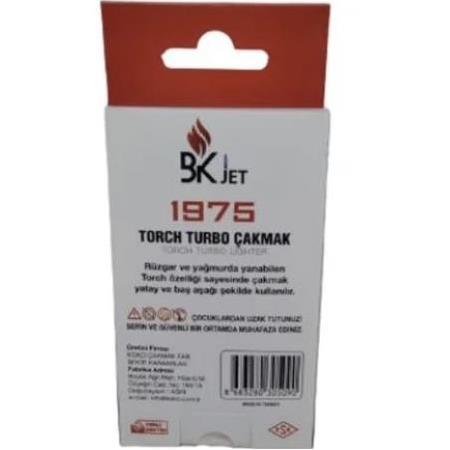 BK JET
1975
TORCH TURBO ÇAKMAK
TORCH TURBO LIGHTER
Rüzgar ve yağmurda yanabilen
Torch özelliği sayesinde çakmak
yatay ve baş aşağı şekilde kullanılır.
ÇOCUKLARDAN UZAK TUTUNUZ!
SERİN VE GÜVENLİ BİR ORTAMDA MUHAFAZA EDİNİZ
Üretici Firma:
Fabrika Adresi